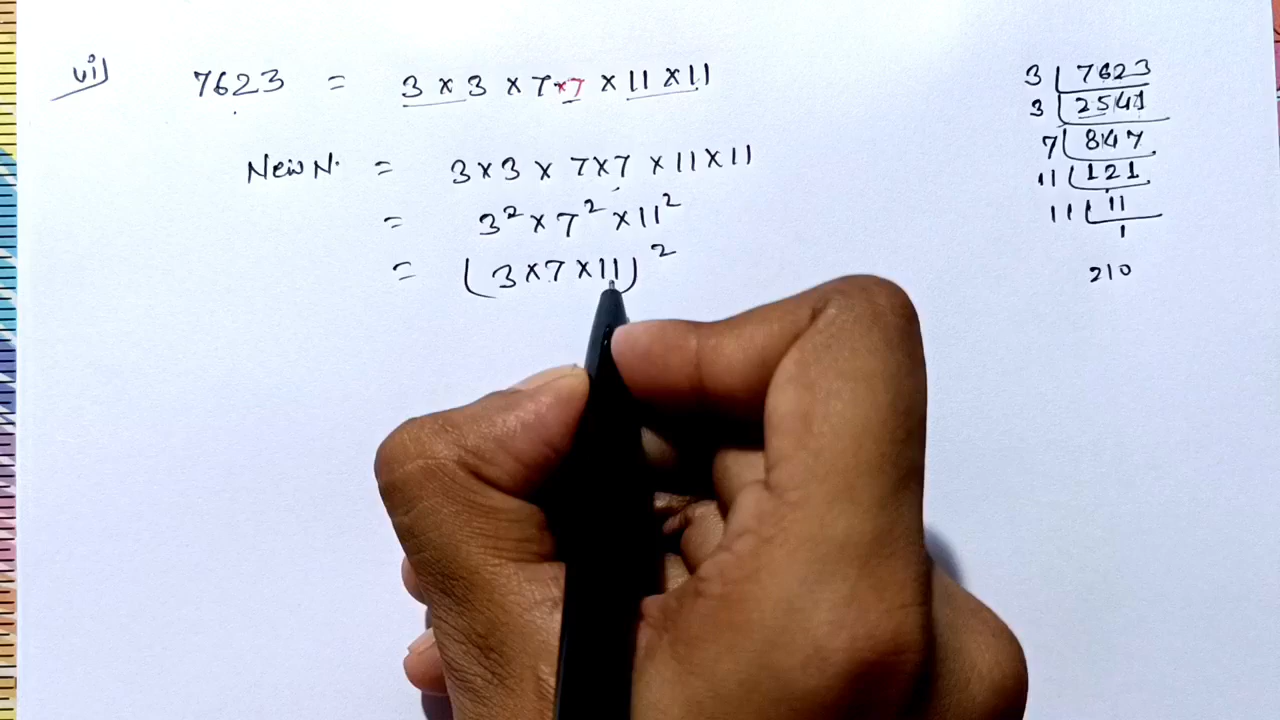 vi) 7623 = 3 × 3 × 7 × 7 × 11 × 11
New N. = 3 × 3 × 7 × 7 × 11 × 11
= 3² × 7² × 11²
= (3 × 7 × 11)²
3 | 7623
3 | 2541
7 | 847
11 | 121
11 | 11
1
210